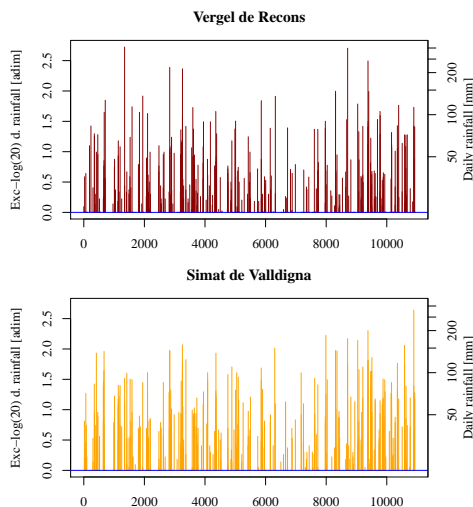 Vergel de Recons
Exc−log(20) d. rainfall [adim]
0.0 0.5 1.0 1.5 2.0 2.5
50 100 200
Daily rainfall [mm]
0 2000 4000 6000 8000 10000
Simat de Valldigna
Exc−log(20) d. rainfall [adim]
0.0 0.5 1.0 1.5 2.0 2.5
50 100 200
Daily rainfall [mm]
0 2000 4000 6000 8000 10000